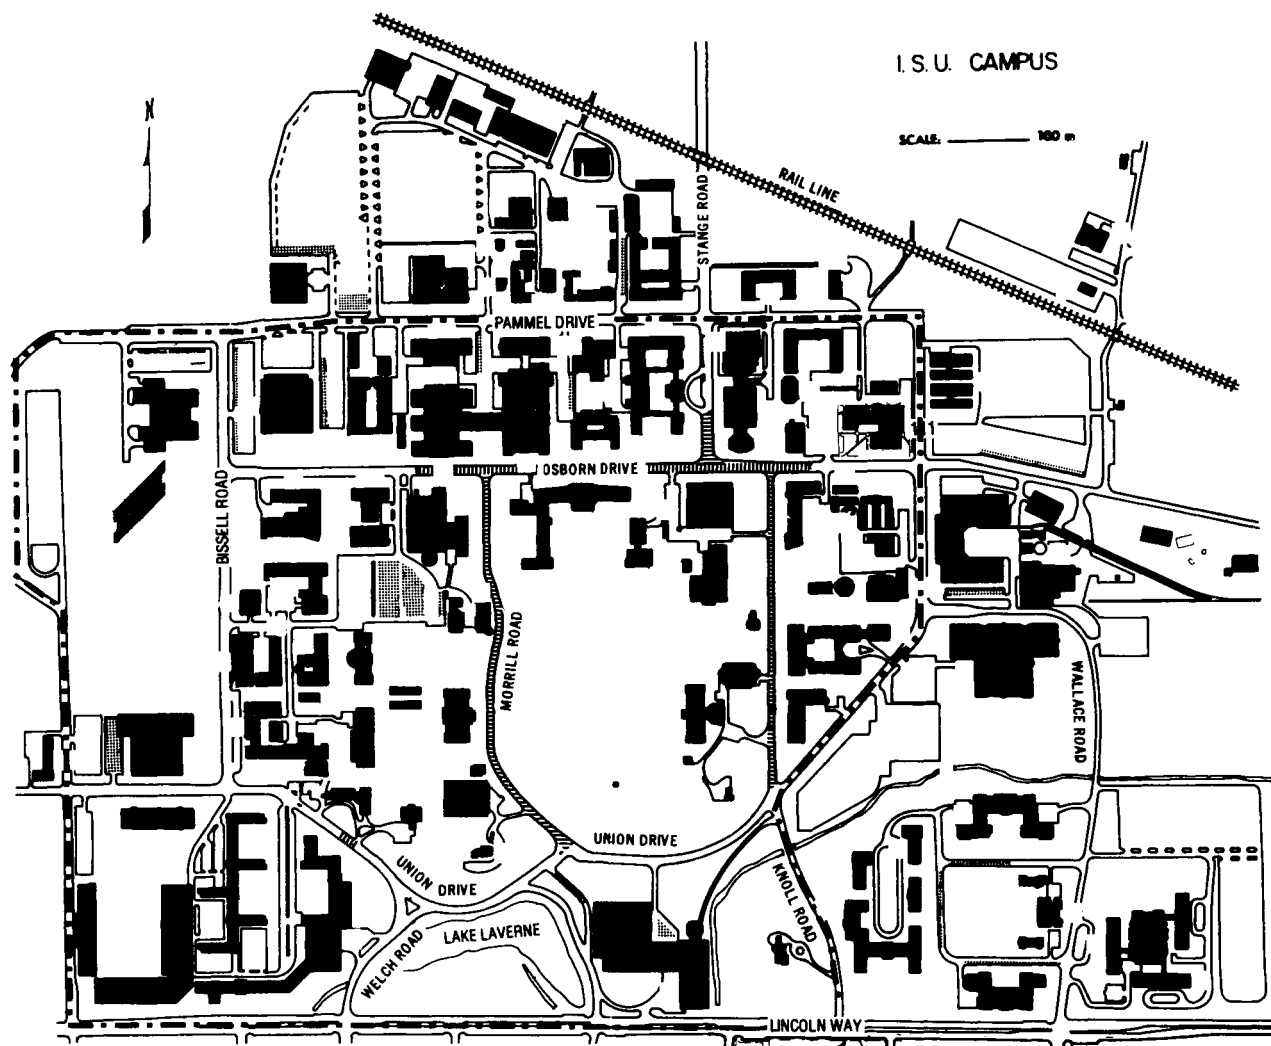 I.S.U. CAMPUS
SCALE: 160 m
N
RAIL LINE
STANGE ROAD
PAMMEL DRIVE
OSBORN DRIVE
BISSELL ROAD
MORRILL ROAD
WALLACE ROAD
UNION DRIVE
UNION DRIVE
KNOLL ROAD
LAKE LAVERNE
WELCH ROAD
LINCOLN WAY